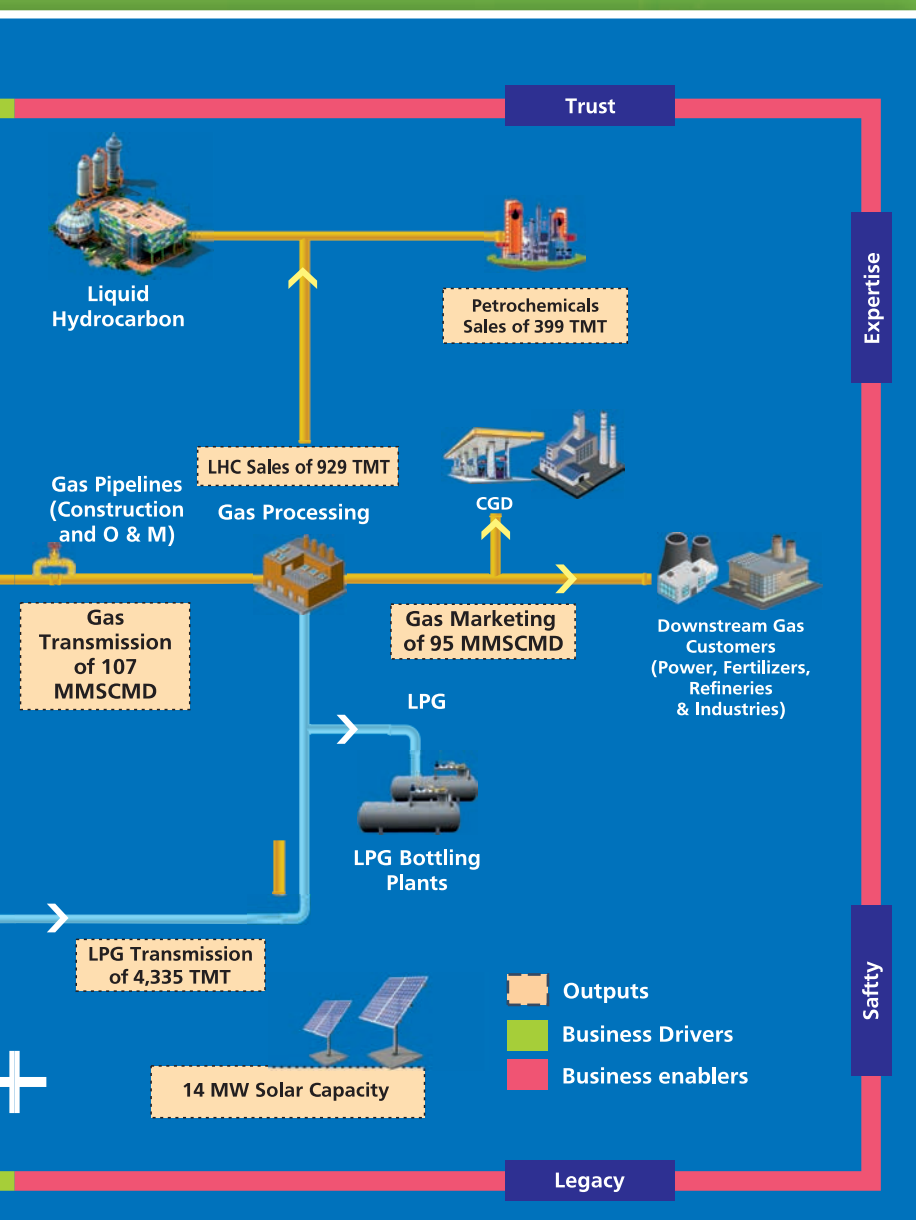 Trust
Expertise
Liquid
Hydrocarbon
Petrochemicals
Sales of 399 TMT
LHC Sales of 929 TMT
Gas Pipelines
(Construction
and O & M)
Gas Processing
CGD
Gas
Transmission
of 107
MMSCMD
Gas Marketing
of 95 MMSCMD
Downstream Gas
Customers
(Power, Fertilizers,
Refineries
& Industries)
LPG
LPG Bottling
Plants
LPG Transmission
of 4,335 TMT
Saftty
Outputs
Business Drivers
Business enablers
14 MW Solar Capacity
Legacy